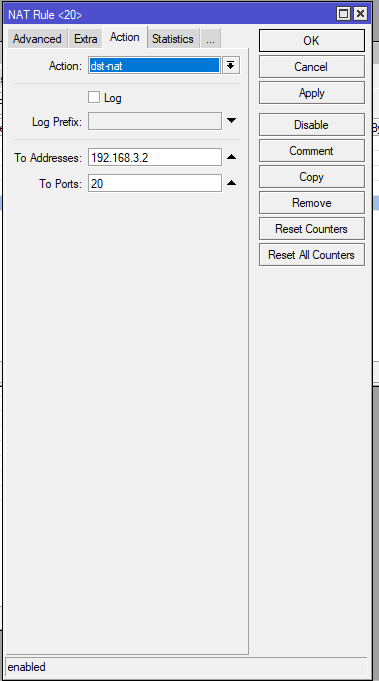 NAT Rule <20>
Advanced Extra Action Statistics ...
Action: dst-nat
Log
Log Prefix:
To Addresses: 192.168.3.2
To Ports: 20
OK
Cancel
Apply
Disable
Comment
Copy
Remove
Reset Counters
Reset All Counters
enabled